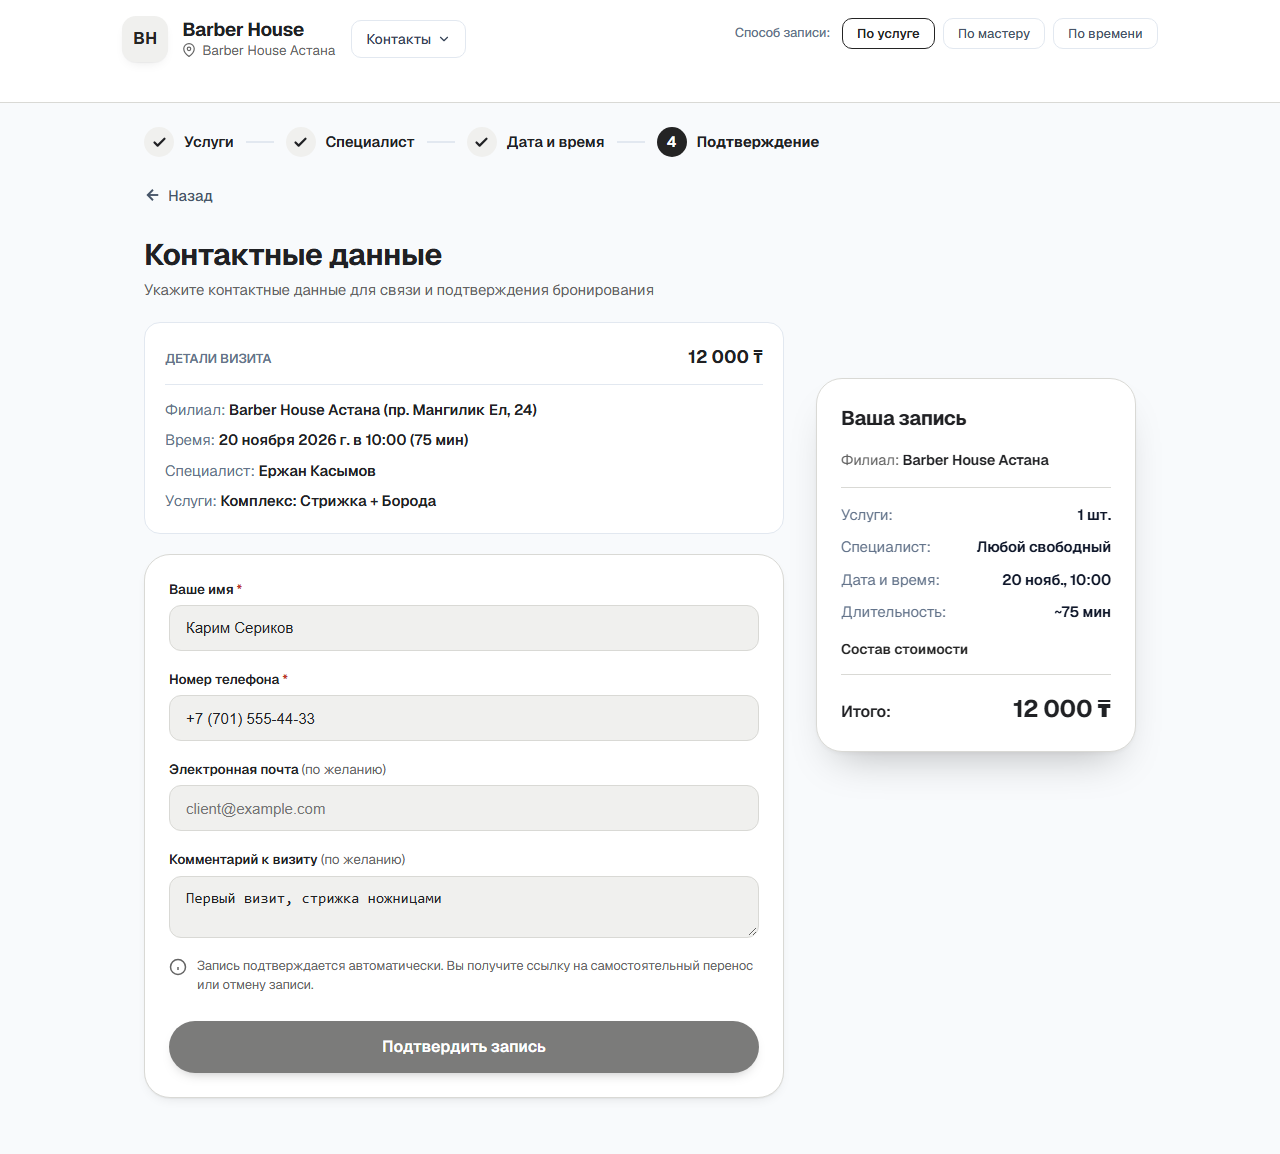 BH
Barber House
Barber House Астана
Контакты
Способ записи:
По услуге
По мастеру
По времени
Услуги
Специалист
Дата и время
4
Подтверждение
Назад
Контактные данные
Укажите контактные данные для связи и подтверждения бронирования
ДЕТАЛИ ВИЗИТА
12 000 ₸
Филиал: Barber House Астана (пр. Мангилик Ел, 24)
Время: 20 ноября 2026 г. в 10:00 (75 мин)
Специалист: Ержан Касымов
Услуги: Комплекс: Стрижка + Борода
Ваше имя *
Карим Сериков
Номер телефона *
+7 (701) 555-44-33
Электронная почта (по желанию)
client@example.com
Комментарий к визиту (по желанию)
Первый визит, стрижка ножницами
Запись подтверждается автоматически. Вы получите ссылку на самостоятельный перенос
или отмену записи.
Подтвердить запись
Ваша запись
Филиал: Barber House Астана
Услуги: 1 шт.
Специалист: Любой свободный
Дата и время: 20 нояб., 10:00
Длительность: ~75 мин
Состав стоимости
Итого: 12 000 ₸